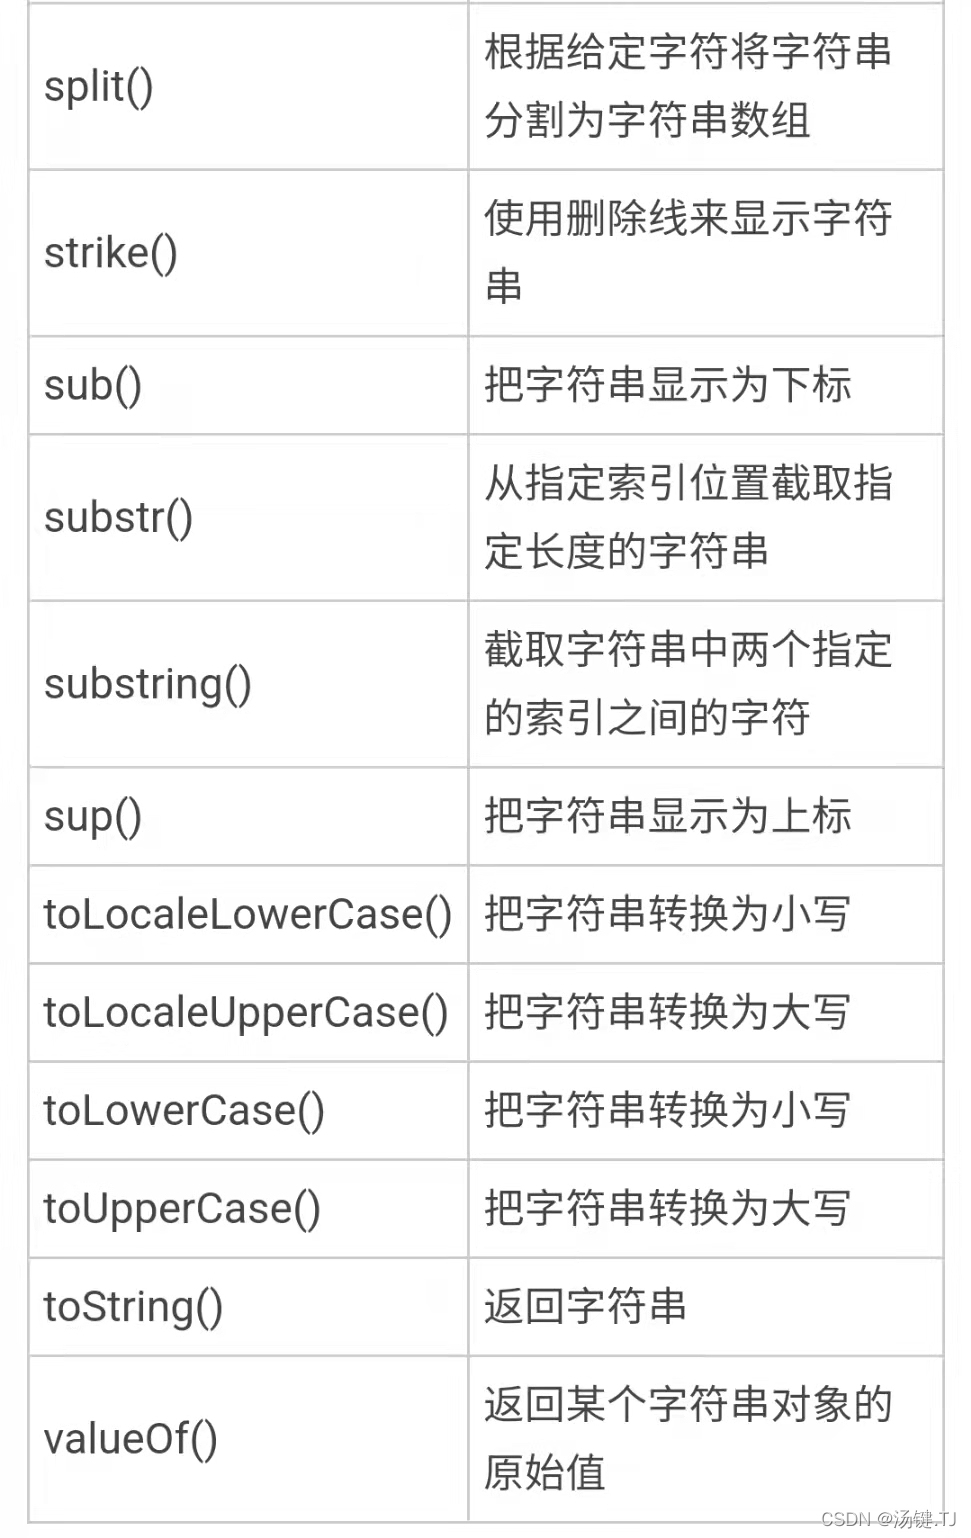 split()
根据给定字符将字符串
分割为字符串数组
strike()
使用删除线来显示字符
串
sub()
把字符串显示为下标
substr()
从指定索引位置截取指
定长度的字符串
substring()
截取字符串中两个指定
的索引之间的字符
sup()
把字符串显示为上标
toLocaleLowerCase()
把字符串转换为小写
toLocaleUpperCase()
把字符串转换为大写
toLowerCase()
把字符串转换为小写
toUpperCase()
把字符串转换为大写
toString()
返回字符串
valueOf()
返回某个字符串对象的
原始值
CSDN @汤键.TJ